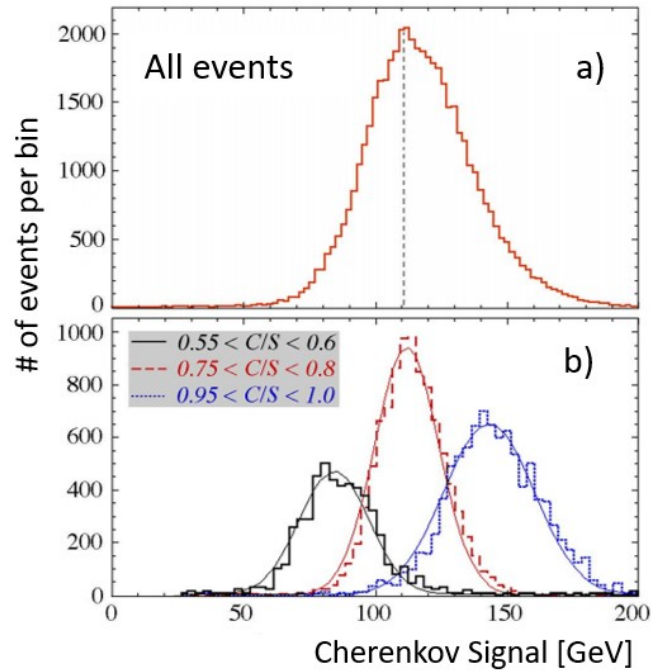 # of events per bin
2000
1500
1000
500
0
All events
a)
1000
800
600
400
200
0
0.55 < C/S < 0.6
0.75 < C/S < 0.8
0.95 < C/S < 1.0
b)
0 50 100 150 200
Cherenkov Signal [GeV]